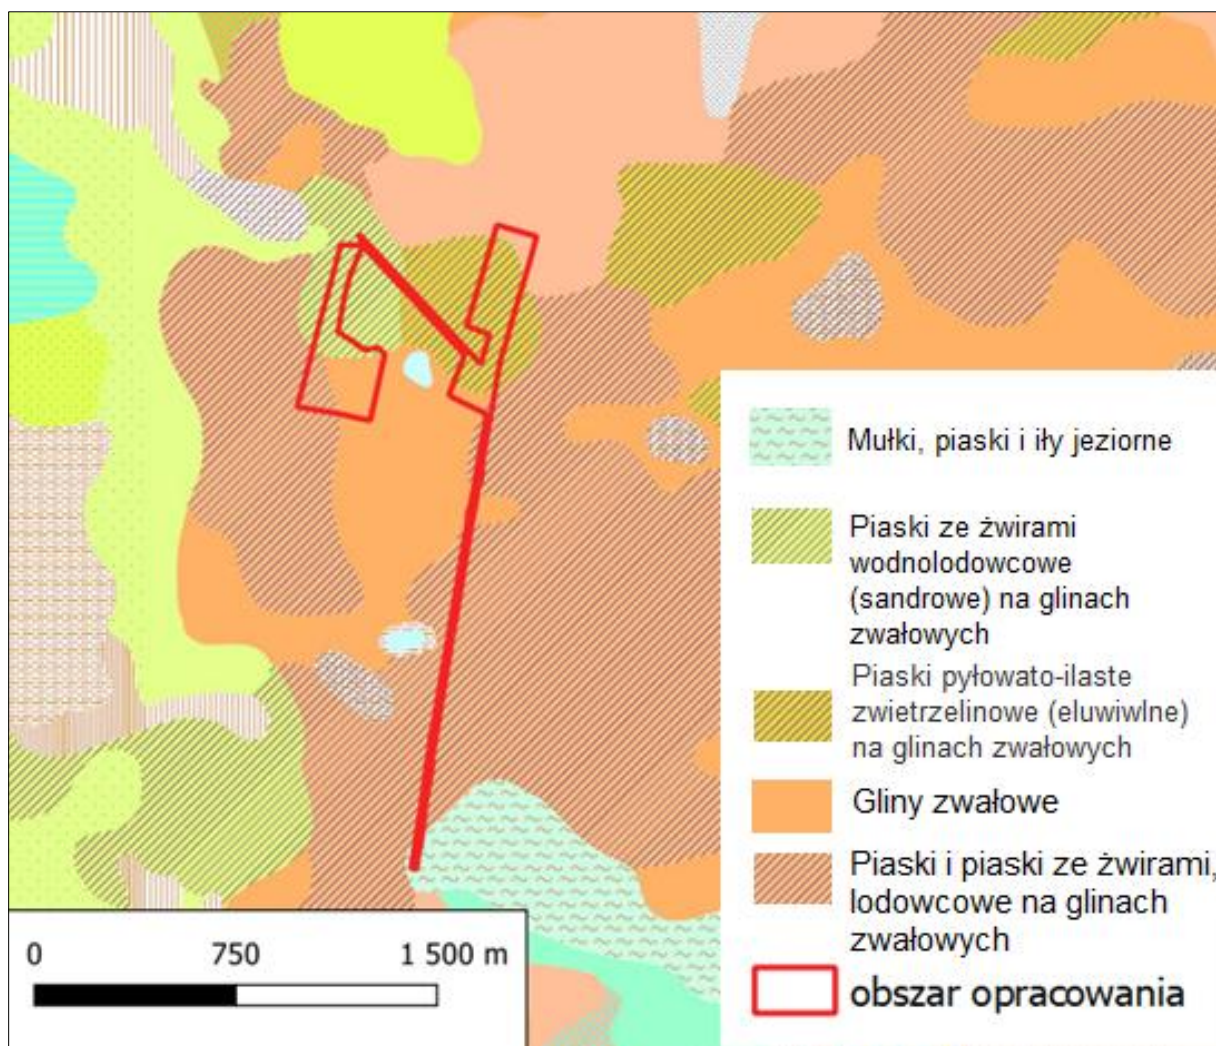 Mułki, piaski i iły jeziorne
Piaski ze żwirami
wodnolodowcowe
(sandrowe) na glinach
zwałowych
Piaski pyłowato-ilaste
zwietrzelinowe (eluwiwlne)
na glinach zwałowych
Gliny zwałowe
Piaski i piaski ze żwirami,
lodowcowe na glinach
zwałowych
obszar opracowania
0 750 1 500 m